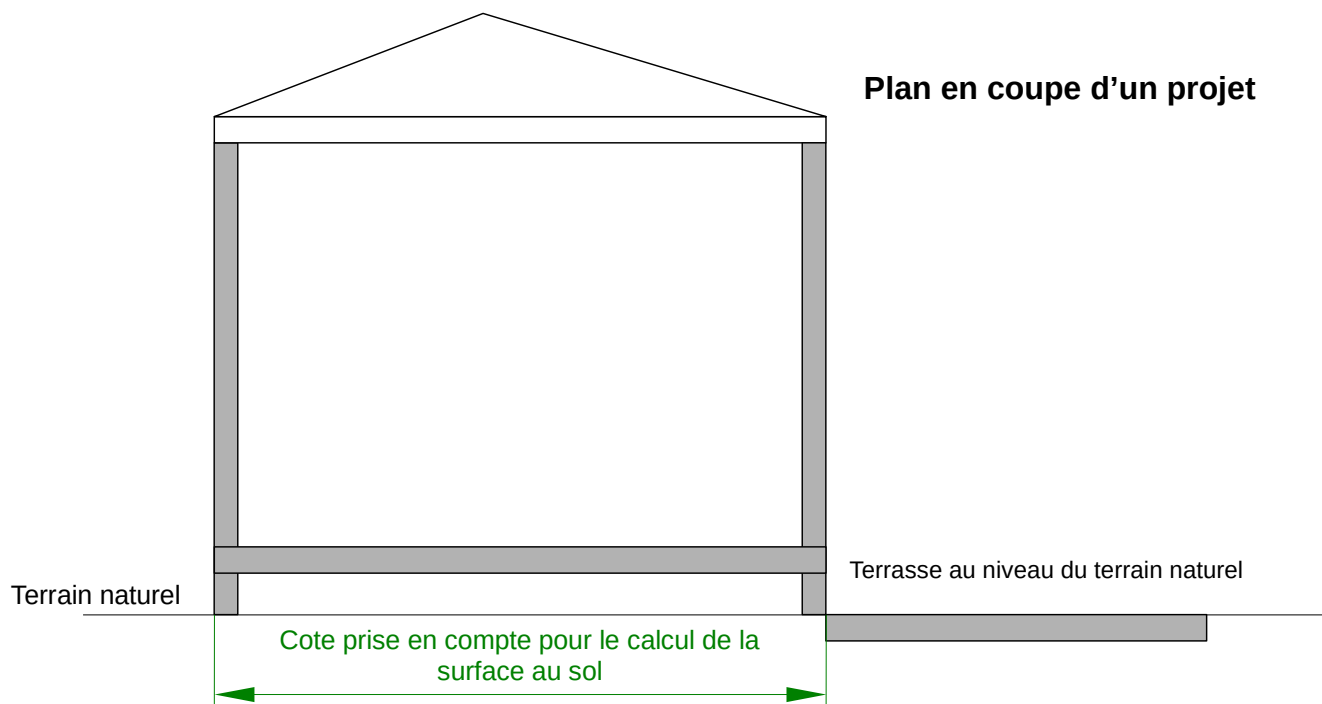 Plan en coupe d’un projet
Terrasse au niveau du terrain naturel
Terrain naturel
Cote prise en compte pour le calcul de la
surface au sol